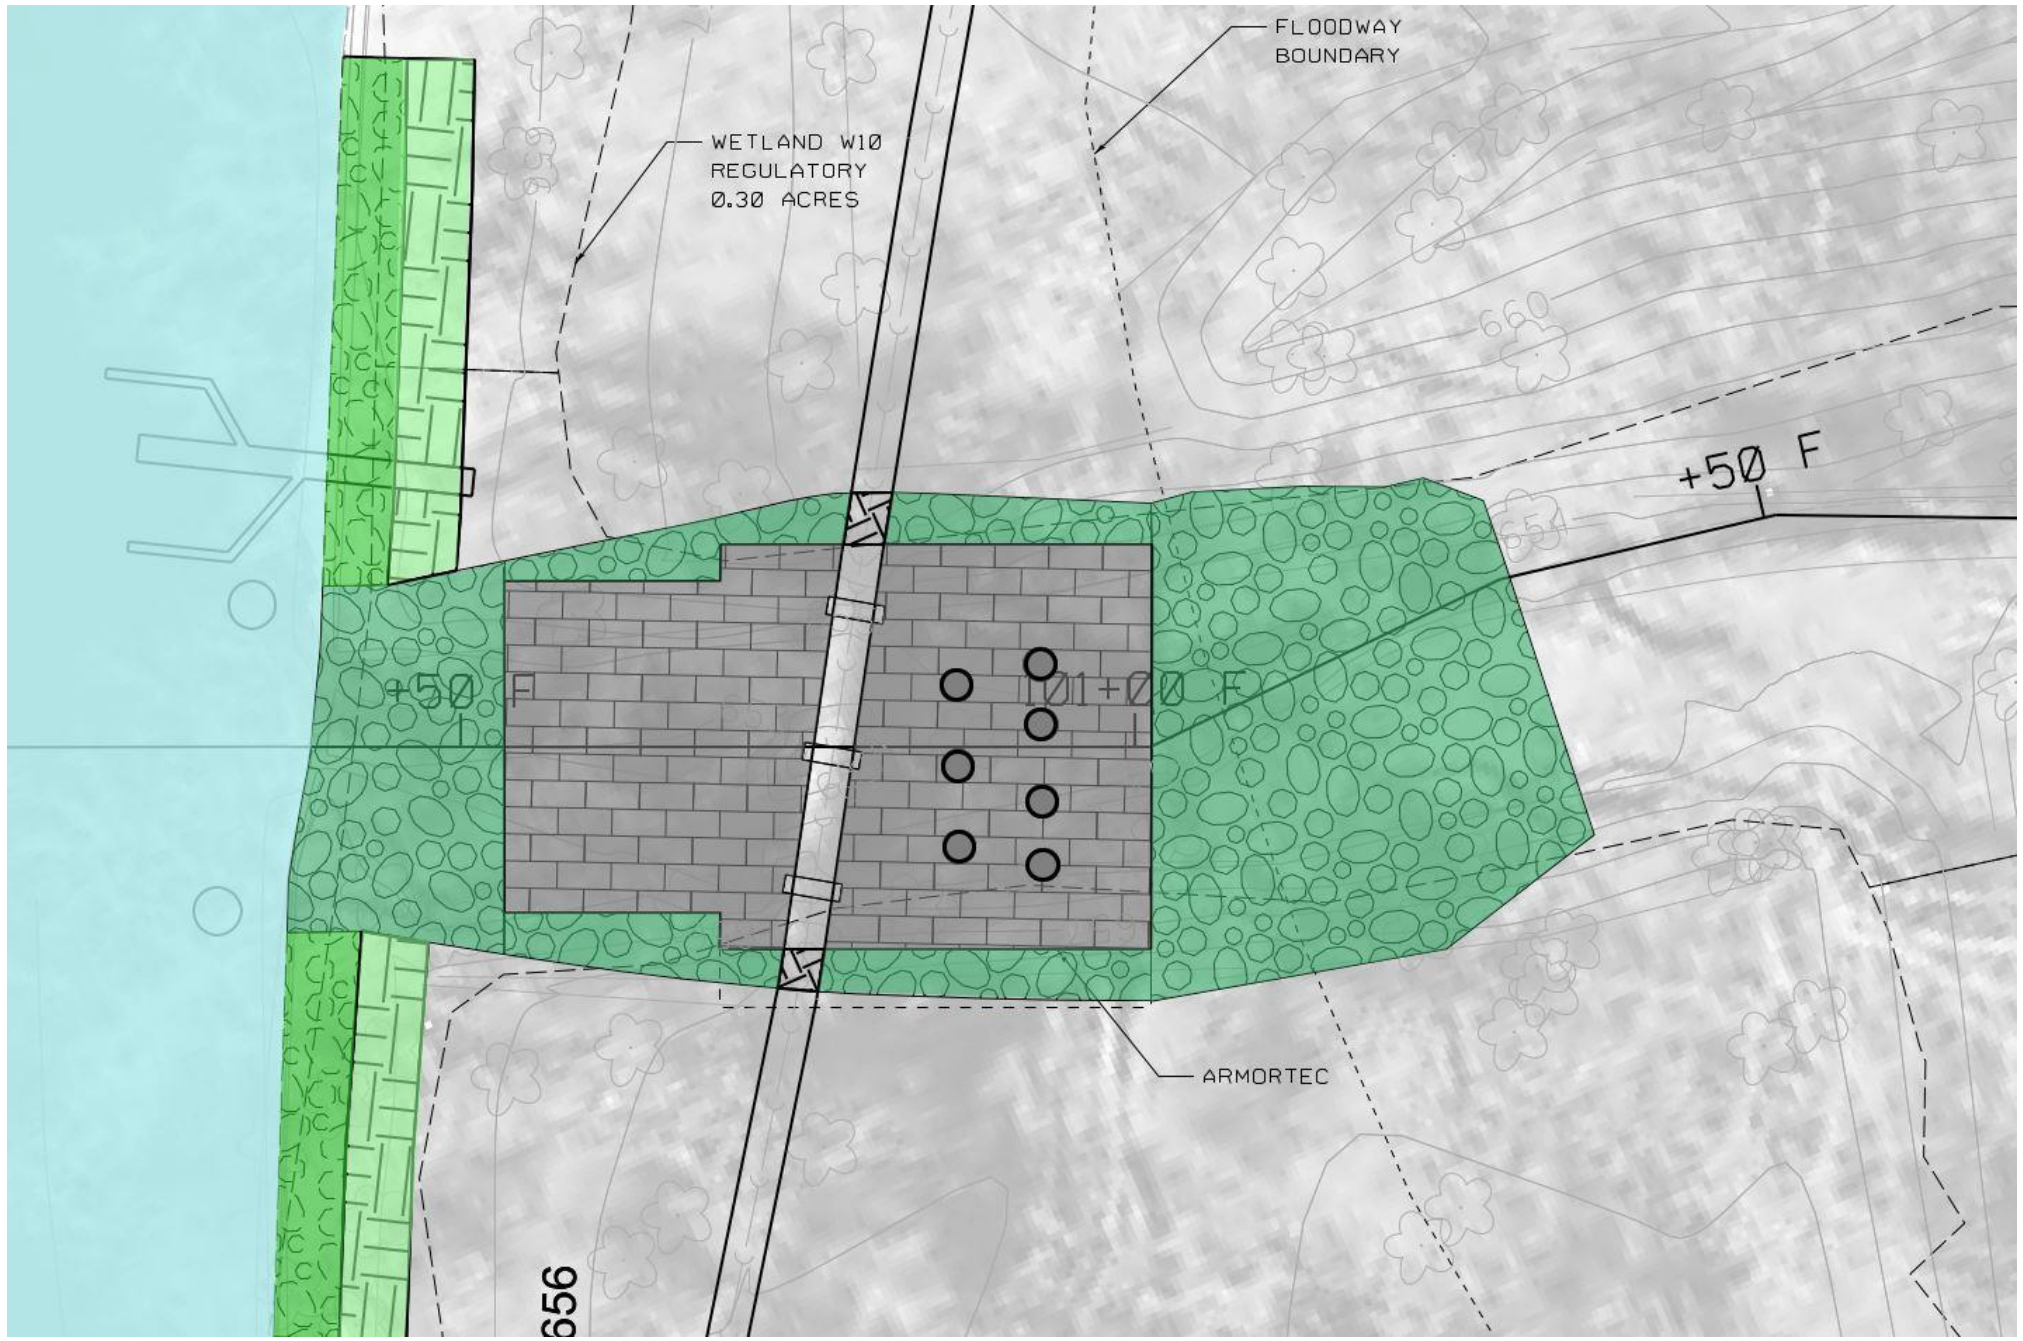 FLOODWAY
BOUNDARY
WETLAND W10
REGULATORY
0.30 ACRES
660
+50 F
+50 F
101+00 F
ARMORTEC
656